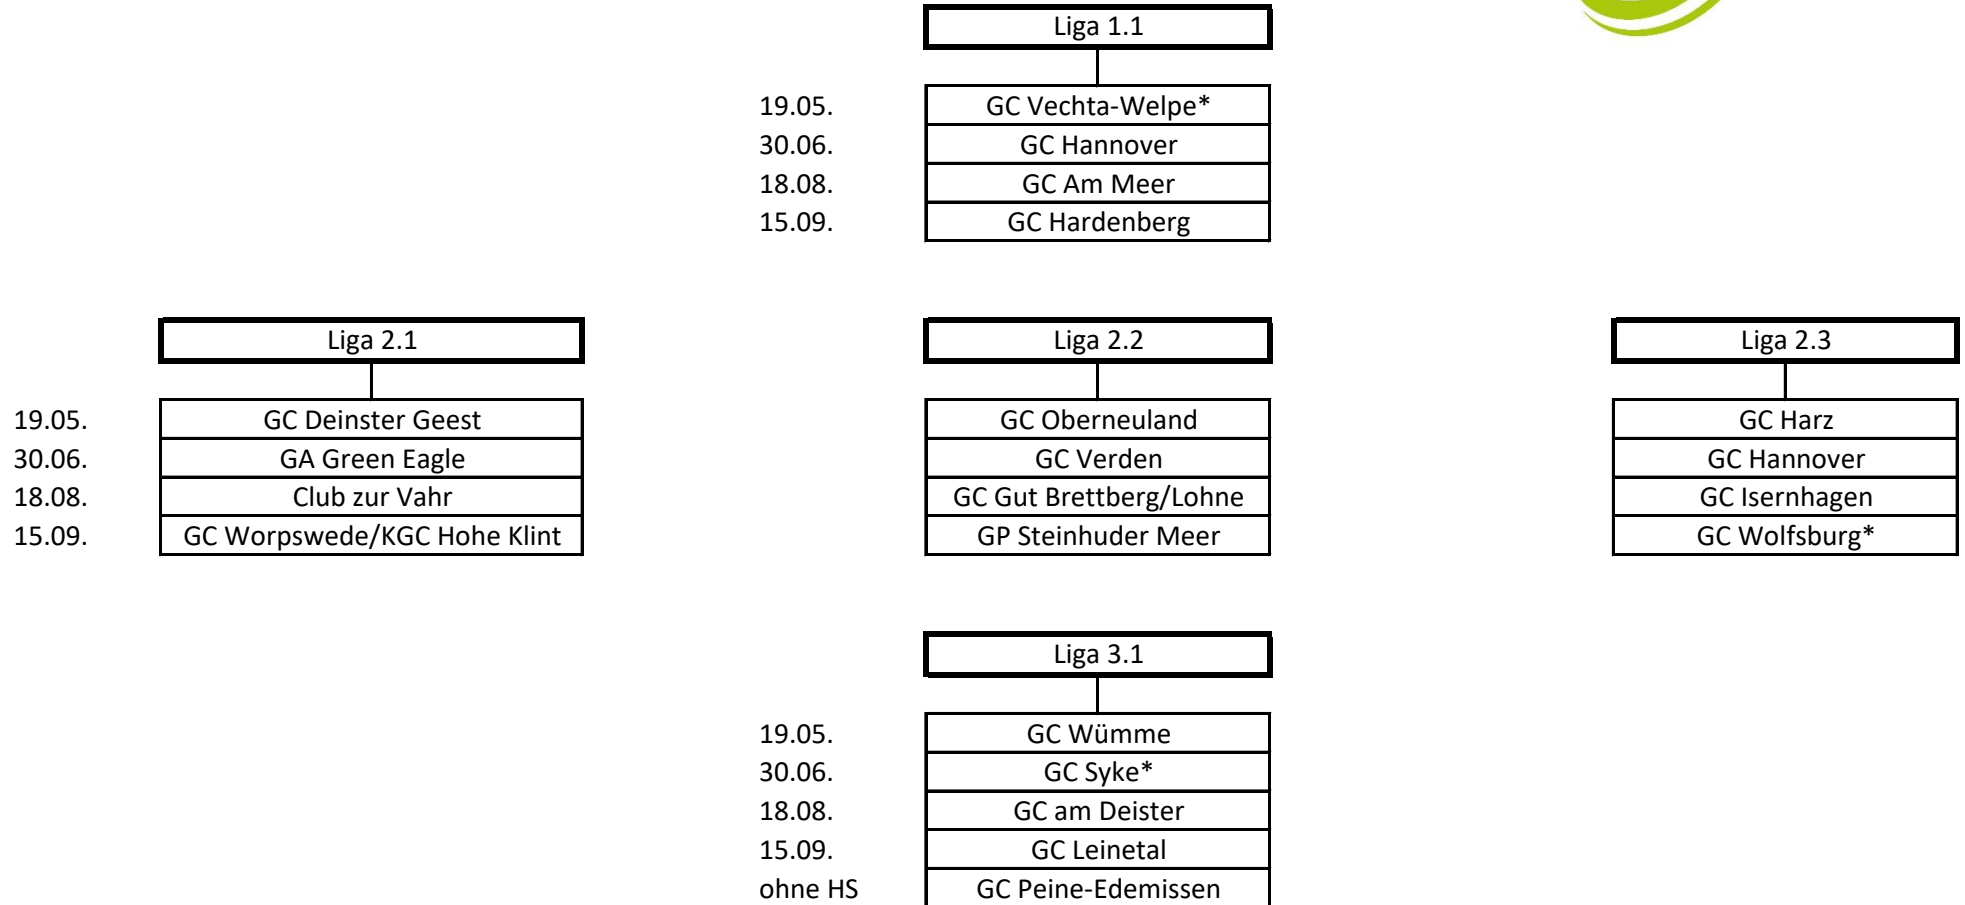 Liga 1.1
19.05. GC Vechta-Welpe*
30.06. GC Hannover
18.08. GC Am Meer
15.09. GC Hardenberg
Liga 2.1 Liga 2.2 Liga 2.3
19.05. GC Deinster Geest GC Oberneuland GC Harz
30.06. GA Green Eagle GC Verden GC Hannover
18.08. Club zur Vahr GC Gut Brettberg/Lohne GC Isernhagen
15.09. GC Worpswede/KGC Hohe Klint GP Steinhuder Meer GC Wolfsburg*
Liga 3.1
19.05. GC Wümme
30.06. GC Syke*
18.08. GC am Deister
15.09. GC Leinetal
ohne HS GC Peine-Edemissen